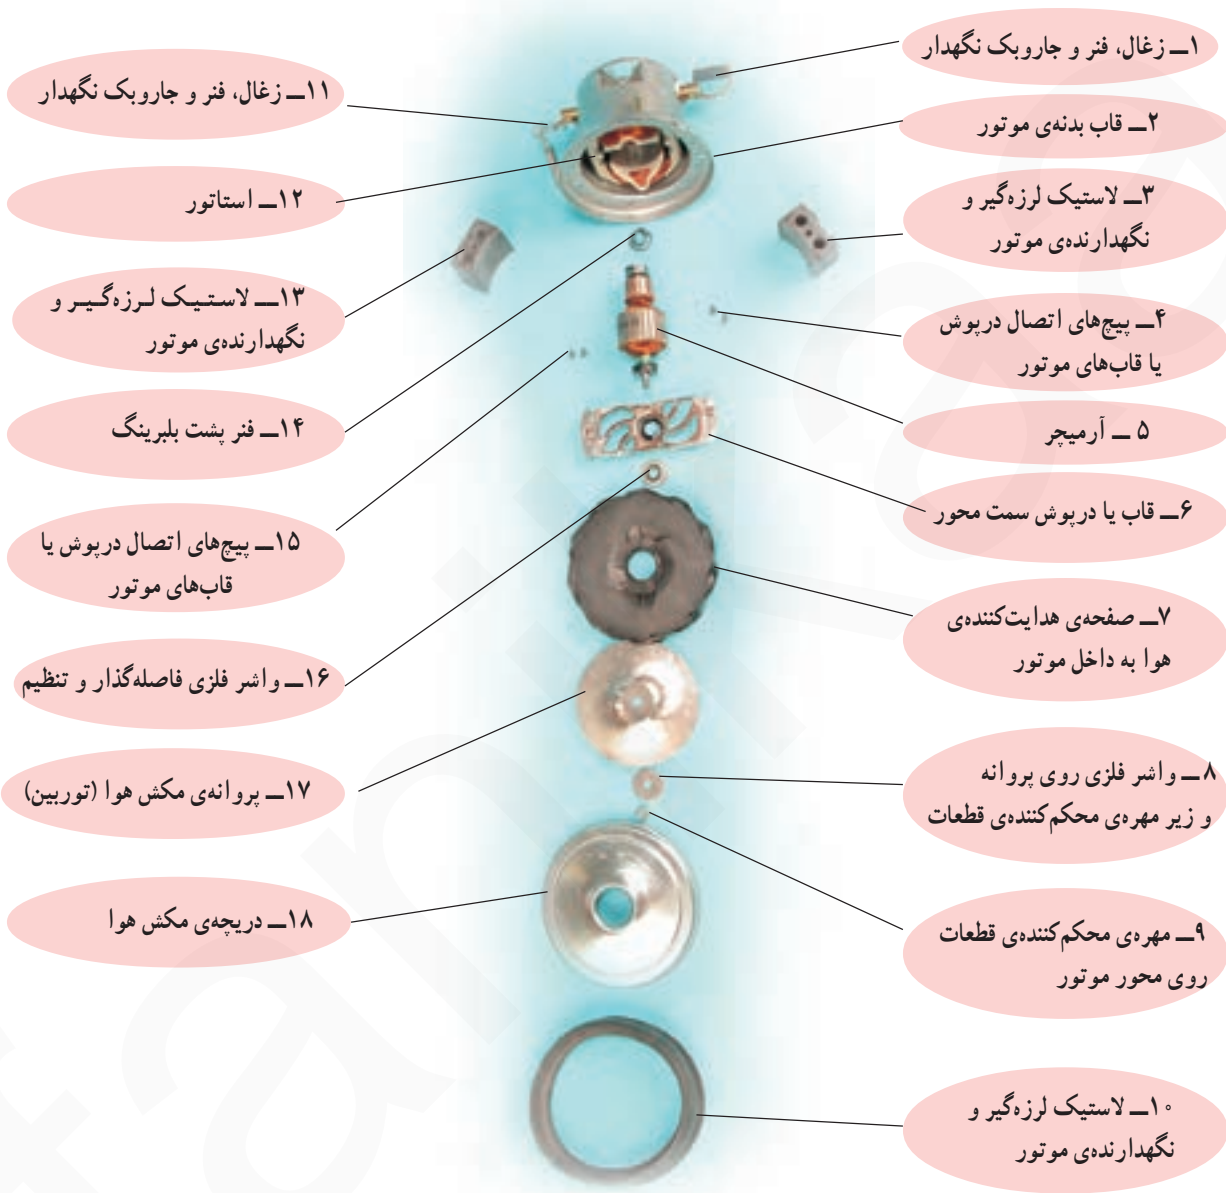 ۱ــ زغال، فنر و جاروبک نگهدار
۲ــ قاب بدنه‌ی موتور
۳ــ لاستیک لرزه‌گیر و
نگهدارنده‌ی موتور
۴ــ پیچ‌های اتصال درپوش
یا قاب‌های موتور
۵ ــ آرمیچر
۶ــ قاب یا درپوش سمت محور
۷ــ صفحه‌ی هدایت‌کننده‌ی
هوا به داخل موتور
۸ ــ واشر فلزی روی پروانه
و زیر مهره‌ی محکم‌کننده‌ی قطعات
۹ــ مهره‌ی محکم‌کننده‌ی قطعات
روی محور موتور
۱۰ــ لاستیک لرزه‌گیر و
نگهدارنده‌ی موتور
۱۱ــ زغال، فنر و جاروبک نگهدار
۱۲ــ استاتور
۱۳ــ لاستیک لرزه‌گیر و
نگهدارنده‌ی موتور
۱۴ــ فنر پشت بلبرینگ
۱۵ــ پیچ‌های اتصال درپوش یا
قاب‌های موتور
۱۶ــ واشر فلزی فاصله‌گذار و تنظیم
۱۷ــ پروانه‌ی مکش هوا (توربین)
۱۸ــ دریچه‌ی مکش هوا